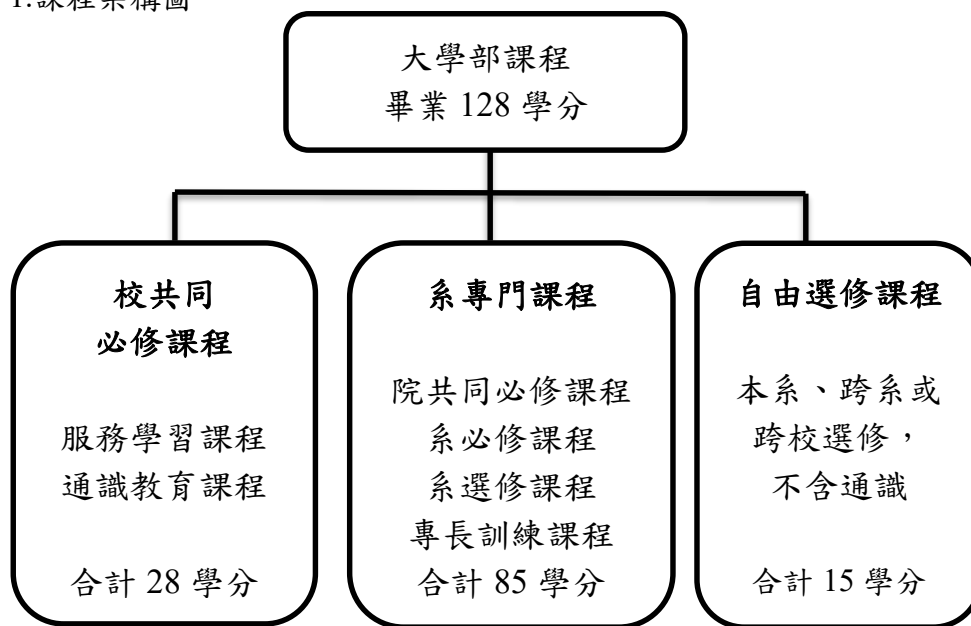 1.課程架構圖
大學部課程
畢業 128 學分
校共同
必修課程
服務學習課程
通識教育課程
合計 28 學分
系專門課程
院共同必修課程
系必修課程
系選修課程
專長訓練課程
合計 85 學分
自由選修課程
本系、跨系或
跨校選修，
不含通識
合計 15 學分